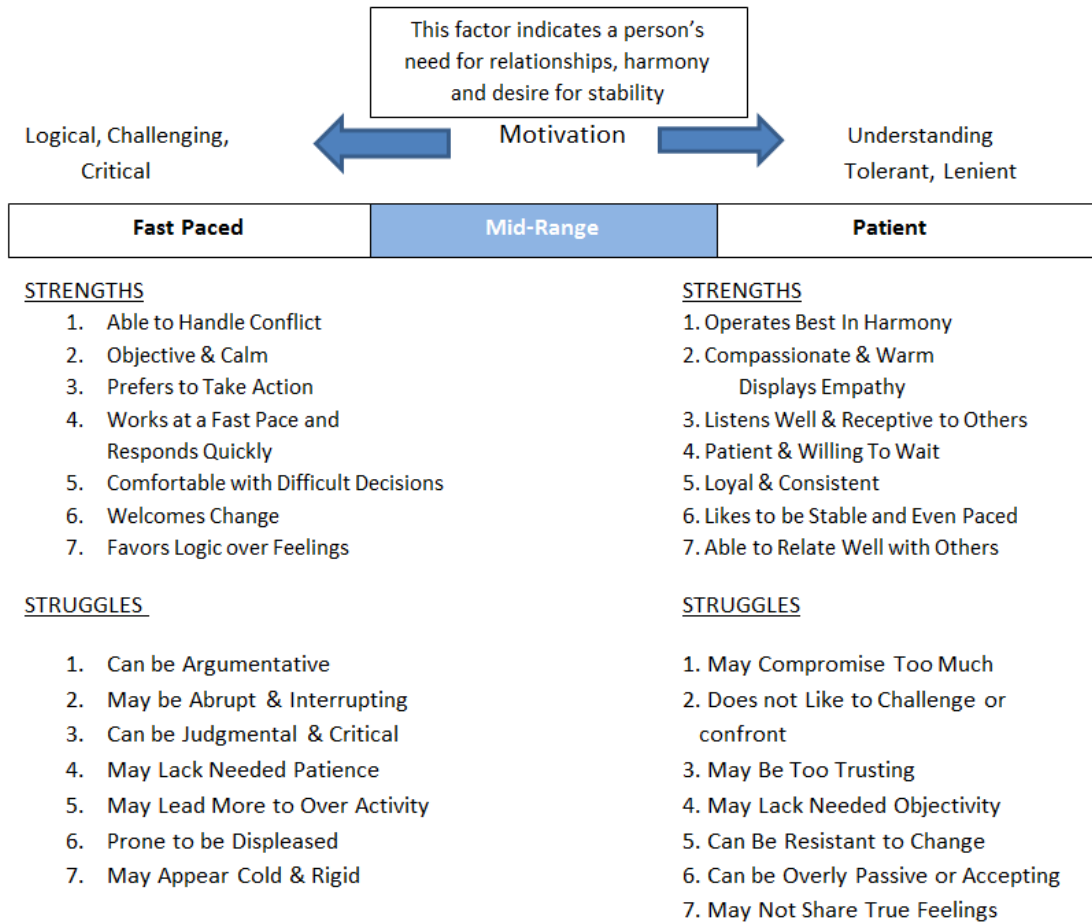 This factor indicates a person's
need for relationships, harmony
and desire for stability
Logical, Challenging,
Critical
Motivation
Understanding
Tolerant, Lenient
Fast Paced
Mid-Range
Patient
STRENGTHS
1. Able to Handle Conflict
2. Objective & Calm
3. Prefers to Take Action
4. Works at a Fast Pace and
Responds Quickly
5. Comfortable with Difficult Decisions
6. Welcomes Change
7. Favors Logic over Feelings
STRUGGLES
1. Can be Argumentative
2. May be Abrupt & Interrupting
3. Can be Judgmental & Critical
4. May Lack Needed Patience
5. May Lead More to Over Activity
6. Prone to be Displeased
7. May Appear Cold & Rigid
STRENGTHS
1. Operates Best In Harmony
2. Compassionate & Warm
Displays Empathy
3. Listens Well & Receptive to Others
4. Patient & Willing To Wait
5. Loyal & Consistent
6. Likes to be Stable and Even Paced
7. Able to Relate Well with Others
STRUGGLES
1. May Compromise Too Much
2. Does not Like to Challenge or
confront
3. May Be Too Trusting
4. May Lack Needed Objectivity
5. Can Be Resistant to Change
6. Can be Overly Passive or Accepting
7. May Not Share True Feelings